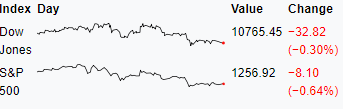 Index Day Value Change
Dow 10765.45 −32.82
Jones (−0.30%)
S&P 1256.92 −8.10
500 (−0.64%)